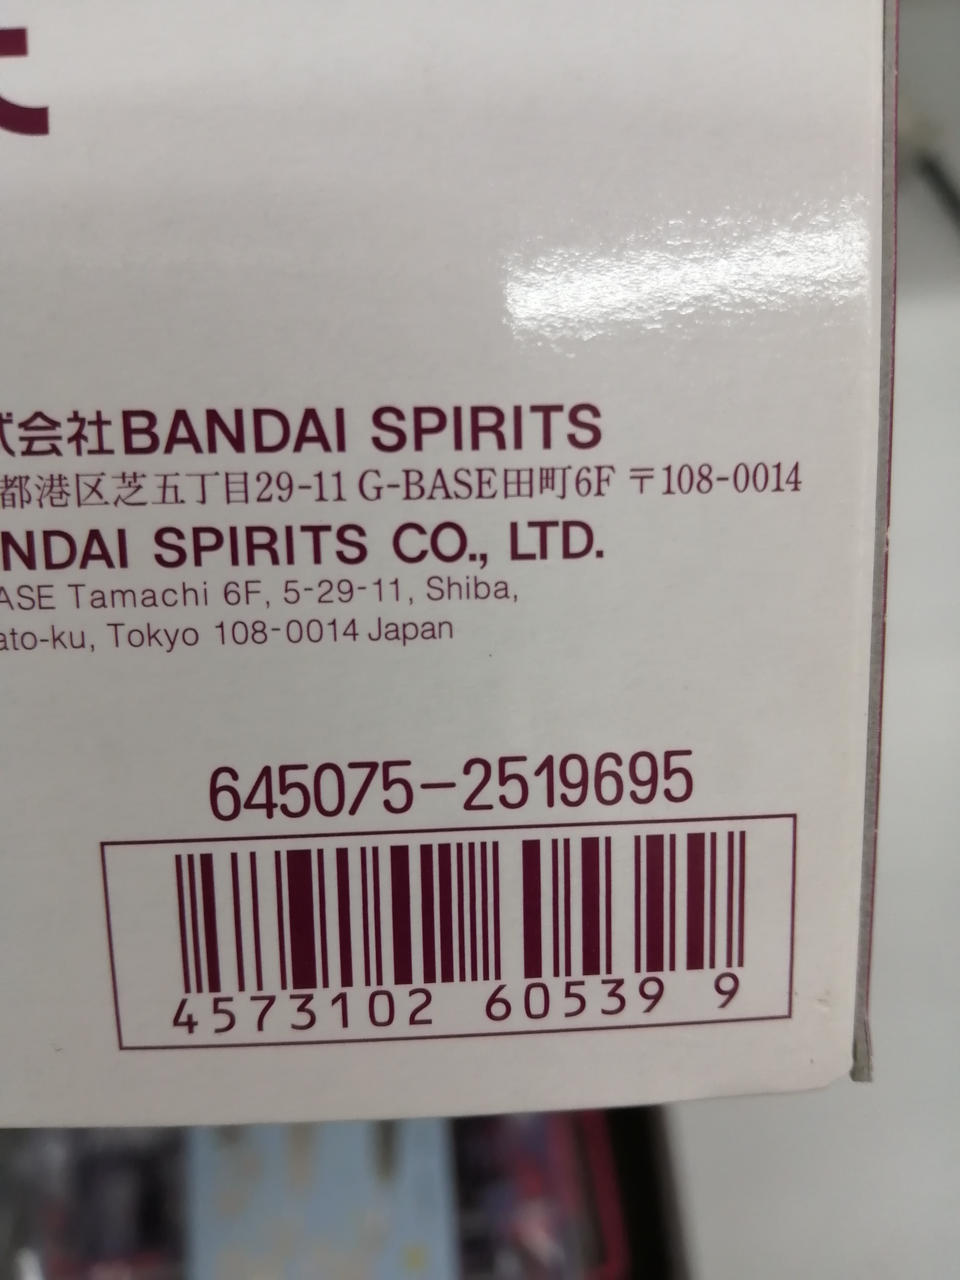 会社BANDAI SPIRITS
都港区芝五丁目29-11 G-BASE田町6F 〒108-0014
NDAI SPIRITS CO., LTD.
ASE Tamachi 6F, 5-29-11, Shiba,
ato-ku, Tokyo 108-0014 Japan
645075-2519695
4573102 60539 9